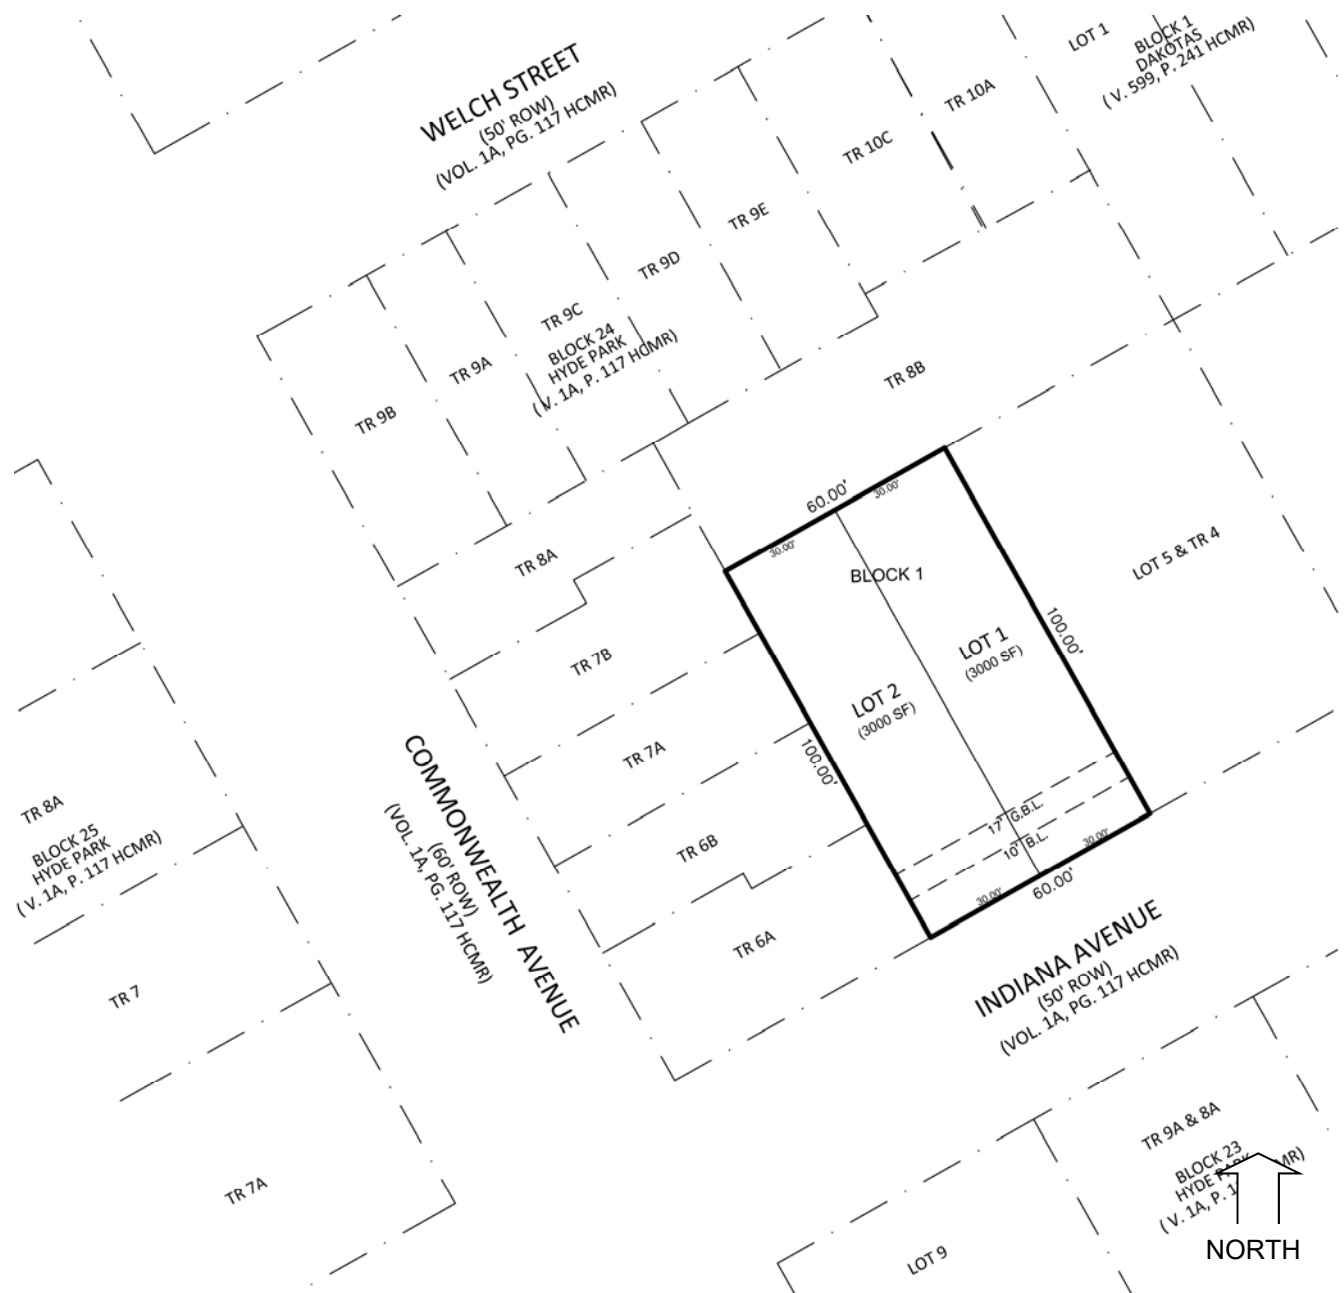 WELCH STREET
(50' ROW)
(VOL. 1A, PG. 117 HCMR)
LOT 1
BLOCK 1
DAKOTAS
( V. 599, P. 241 HCMR)
TR 10A
TR 10C
TR 9E
TR 9D
TR 9C
BLOCK 24
HYDE PARK
( V. 1A, P. 117 HCMR)
TR 9A
TR 9B
TR 8B
TR 8A
TR 7B
TR 7A
TR 6B
TR 6A
60.00'
30.00'
30.00'
BLOCK 1
LOT 1
(3000 SF)
LOT 2
(3000 SF)
100.00'
100.00'
17' G.B.L.
10' B.L.
30.00'
30.00'
60.00'
LOT 5 & TR 4
COMMONWEALTH AVENUE
(60' ROW)
(VOL. 1A, PG. 117 HCMR)
TR 8A
BLOCK 25
HYDE PARK
( V. 1A, P. 117 HCMR)
TR 7
TR 7A
INDIANA AVENUE
(50' ROW)
(VOL. 1A, PG. 117 HCMR)
TR 9A & 8A
BLOCK 23
HYDE
( V. 1A, P.
LOT 9
NORTH